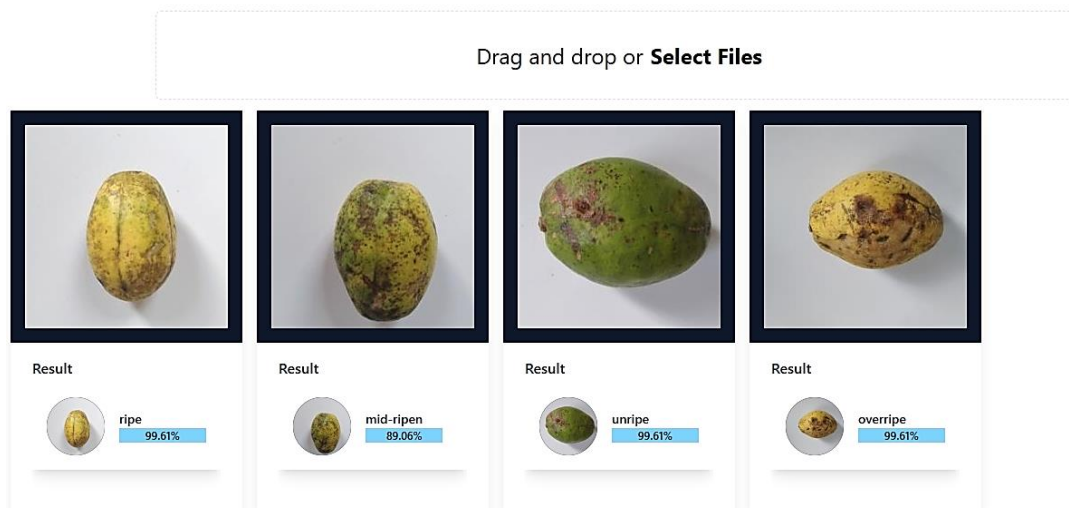 Drag and drop or Select Files
Result
ripe
99.61%
Result
mid-ripen
89.06%
Result
unripe
99.61%
Result
overripe
99.61%